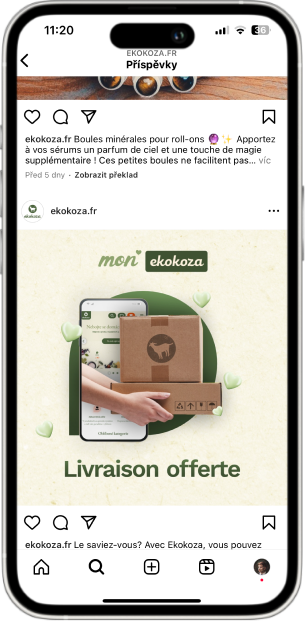 11:20
36
EKOKOZA.FR
Příspěvky
ekokoza.fr Boules minérales pour roll-ons 🔮✨ Apportez
à vos sérums un parfum de ciel et une touche de magie
supplémentaire ! Ces petites boules ne facilitent pas... víc
Před 5 dny · Zobrazit překlad
ekokoza.fr
mon
ekokoza
Livraison offerte
ekokoza.fr Le saviez-vous? Avec Ekokoza, vous pouvez